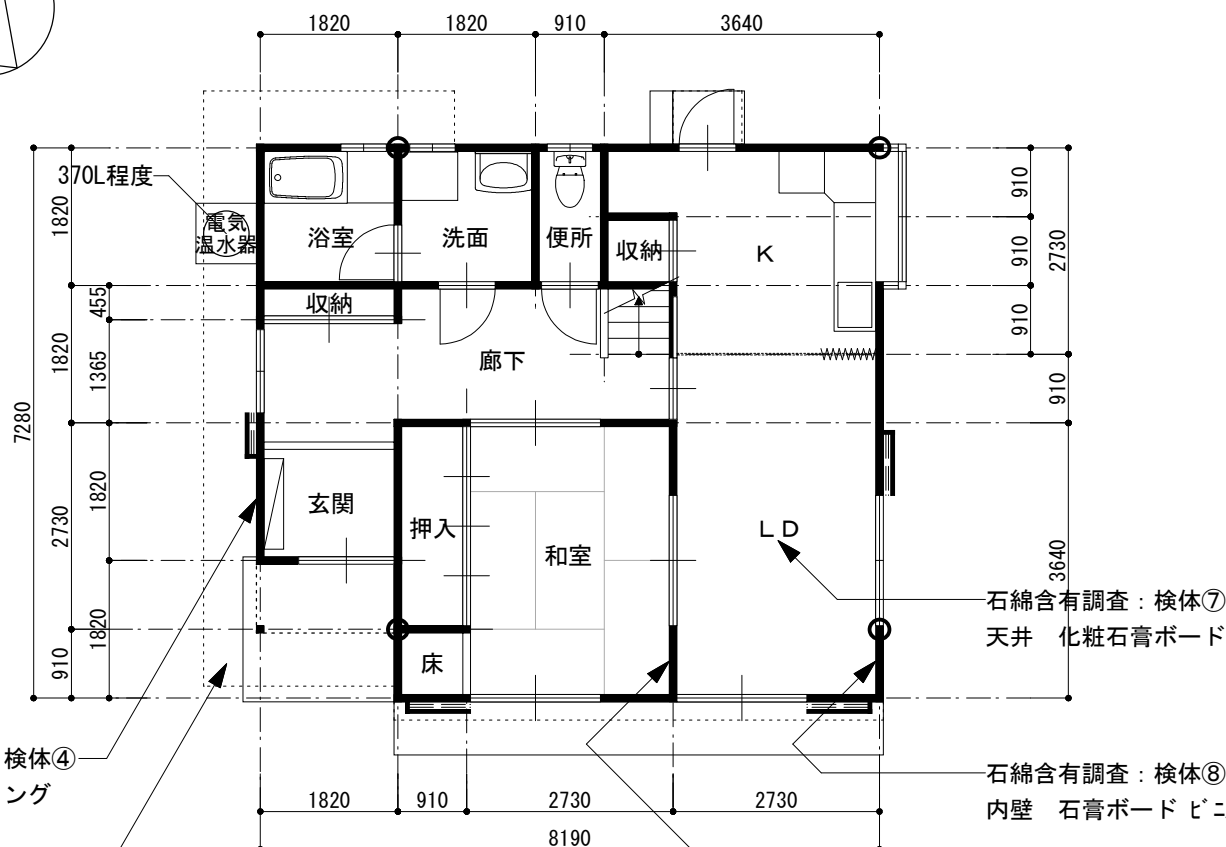 1820
1820
910
3640
370L程度
電気
温水器
浴室
洗面
便所
収納
K
収納
廊下
玄関
押入
和室
LD
床
7280
1820
1820
2730
910
455
1365
1820
1820
910
910
910
2730
910
3640
石綿含有調査：検体⑦
天井　化粧石膏ボード
検体④
ング
石綿含有調査：検体⑧
内壁　石膏ボード ビニ
1820
910
2730
2730
8190